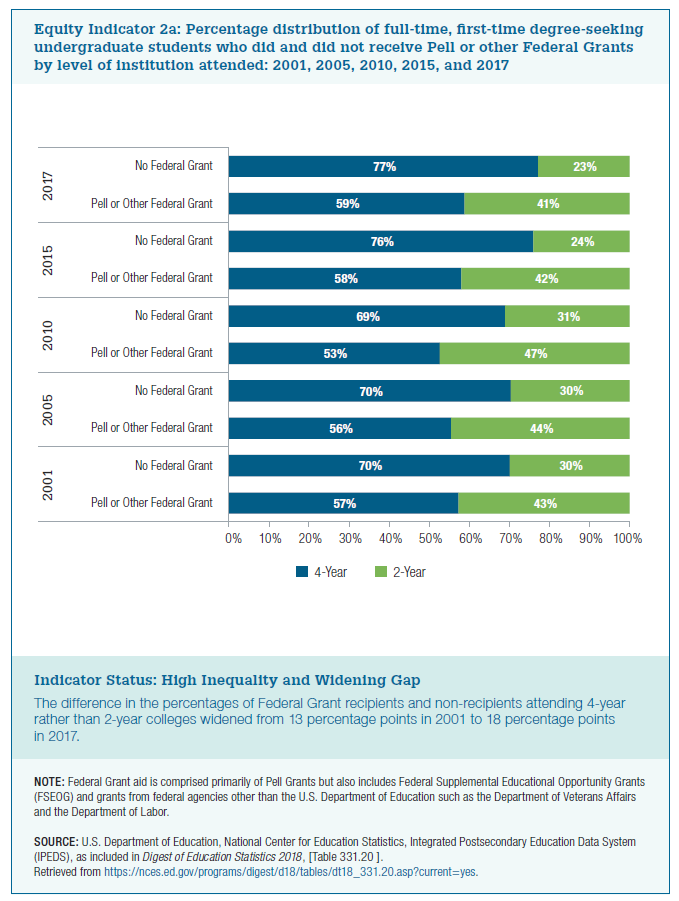 Equity Indicator 2a: Percentage distribution of full-time, first-time degree-seeking
undergraduate students who did and did not receive Pell or other Federal Grants
by level of institution attended: 2001, 2005, 2010, 2015, and 2017
2017
No Federal Grant 77% 23%
Pell or Other Federal Grant 59% 41%
2015
No Federal Grant 76% 24%
Pell or Other Federal Grant 58% 42%
2010
No Federal Grant 69% 31%
Pell or Other Federal Grant 53% 47%
2005
No Federal Grant 70% 30%
Pell or Other Federal Grant 56% 44%
2001
No Federal Grant 70% 30%
Pell or Other Federal Grant 57% 43%
0% 10% 20% 30% 40% 50% 60% 70% 80% 90% 100%
4-Year 2-Year
Indicator Status: High Inequality and Widening Gap
The difference in the percentages of Federal Grant recipients and non-recipients attending 4-year
rather than 2-year colleges widened from 13 percentage points in 2001 to 18 percentage points
in 2017.
NOTE: Federal Grant aid is comprised primarily of Pell Grants but also includes Federal Supplemental Educational Opportunity Grants
(FSEOG) and grants from federal agencies other than the U.S. Department of Education such as the Department of Veterans Affairs
and the Department of Labor.
SOURCE: U.S. Department of Education, National Center for Education Statistics, Integrated Postsecondary Education Data System
(IPEDS), as included in Digest of Education Statistics 2018, [Table 331.20 ].
Retrieved from https://nces.ed.gov/programs/digest/d18/tables/dt18_331.20.asp?current=yes.